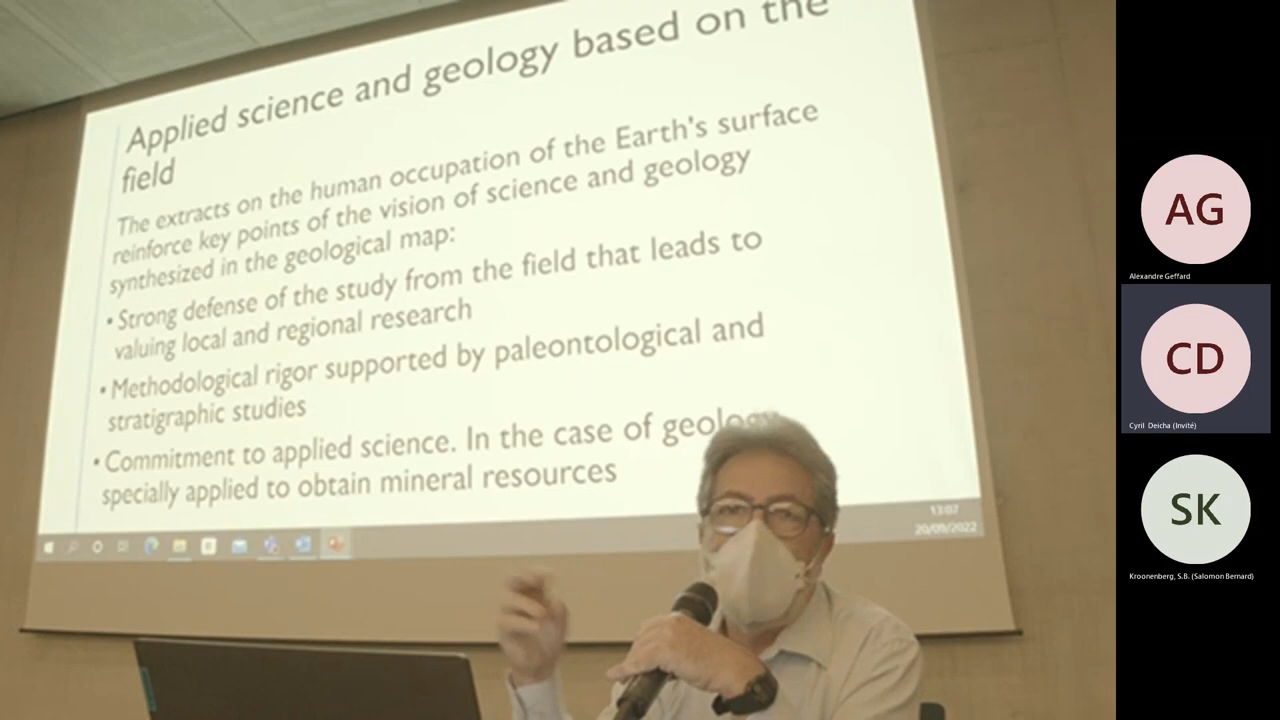 Applied science and geology based on the
field
The extracts on the human occupation of the Earth's surface
reinforce key points of the vision of science and geology
synthesized in the geological map:
• Strong defense of the study from the field that leads to
valuing local and regional research
• Methodological rigor supported by paleontological and
stratigraphic studies
• Commitment to applied science. In the case of geology
specially applied to obtain mineral resources
13:07
20/09/2022
AG
Alexandre Geffard
CD
Cyril Deicha (Invité)
SK
Kroonenberg, S.B. (Salomon Bernard)